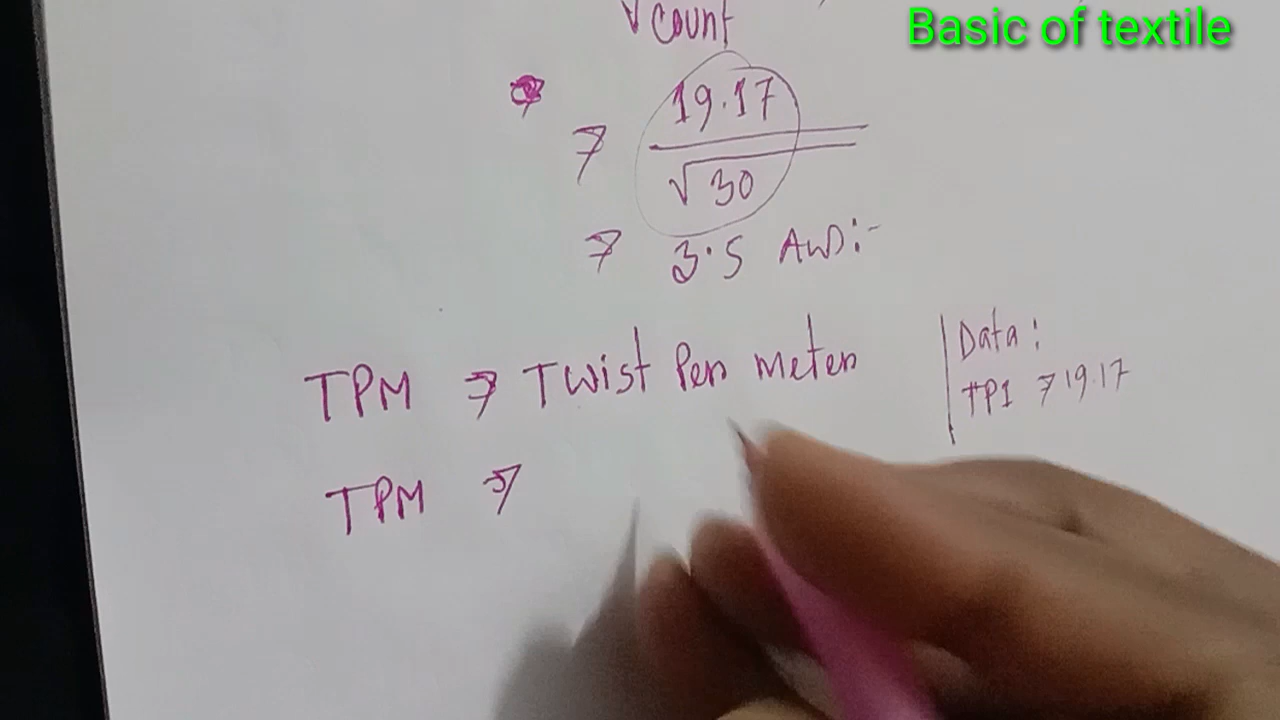 Basic of textile
√count
⇒ 19.17
√30
⇒ 3.5 Ans:-
TPM ⇒ Twist Per meter
Data:
TPI ⇒ 19.17
TPM ⇒